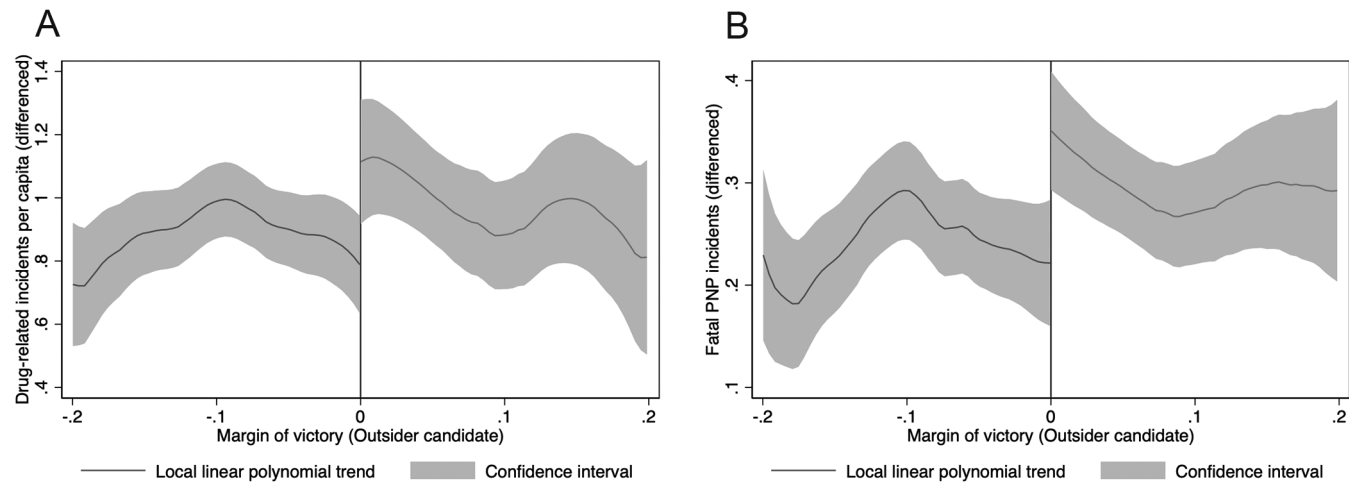 A
Drug-related incidents per capita (differenced)
1.4
1.2
1
.8
.6
.4
-.2
-.1
0
.1
.2
Margin of victory (Outsider candidate)
Local linear polynomial trend
Confidence interval
B
Fatal PNP incidents (differenced)
.4
.3
.2
.1
-.2
-.1
0
.1
.2
Margin of victory (Outsider candidate)
Local linear polynomial trend
Confidence interval